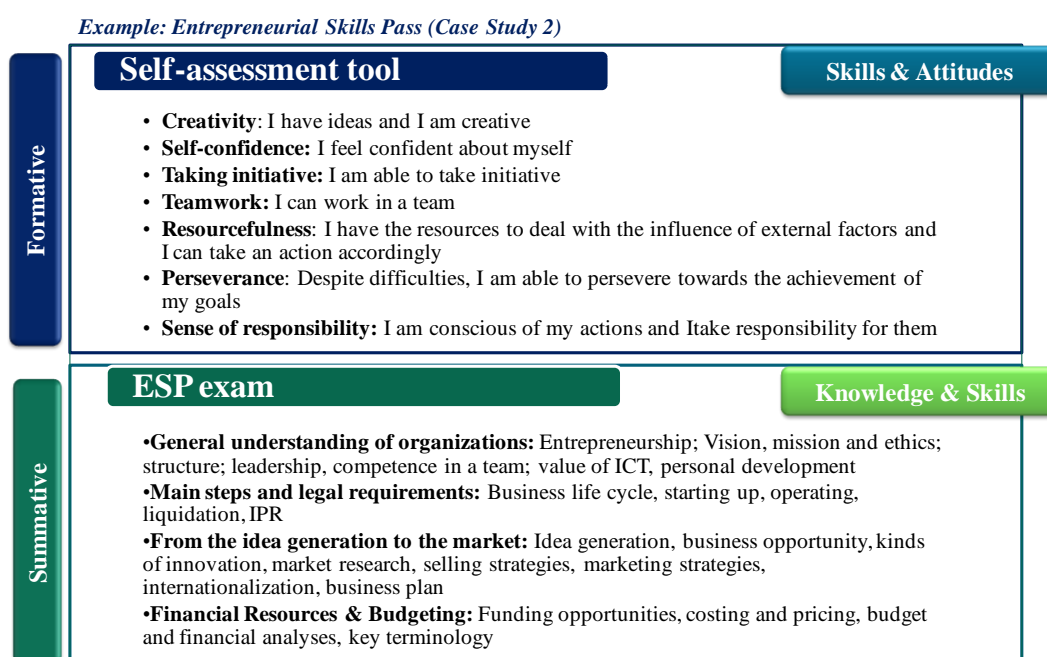 Example: Entrepreneurial Skills Pass (Case Study 2)
Self-assessment tool
Skills & Attitudes
Formative
• Creativity: I have ideas and I am creative
• Self-confidence: I feel confident about myself
• Taking initiative: I am able to take initiative
• Teamwork: I can work in a team
• Resourcefulness: I have the resources to deal with the influence of external factors and
I can take an action accordingly
• Perseverance: Despite difficulties, I am able to persevere towards the achievement of
my goals
• Sense of responsibility: I am conscious of my actions and Itake responsibility for them
ESP exam
Knowledge & Skills
Summative
•General understanding of organizations: Entrepreneurship; Vision, mission and ethics;
structure; leadership, competence in a team; value of ICT, personal development
•Main steps and legal requirements: Business life cycle, starting up, operating,
liquidation, IPR
•From the idea generation to the market: Idea generation, business opportunity, kinds
of innovation, market research, selling strategies, marketing strategies,
internationalization, business plan
•Financial Resources & Budgeting: Funding opportunities, costing and pricing, budget
and financial analyses, key terminology